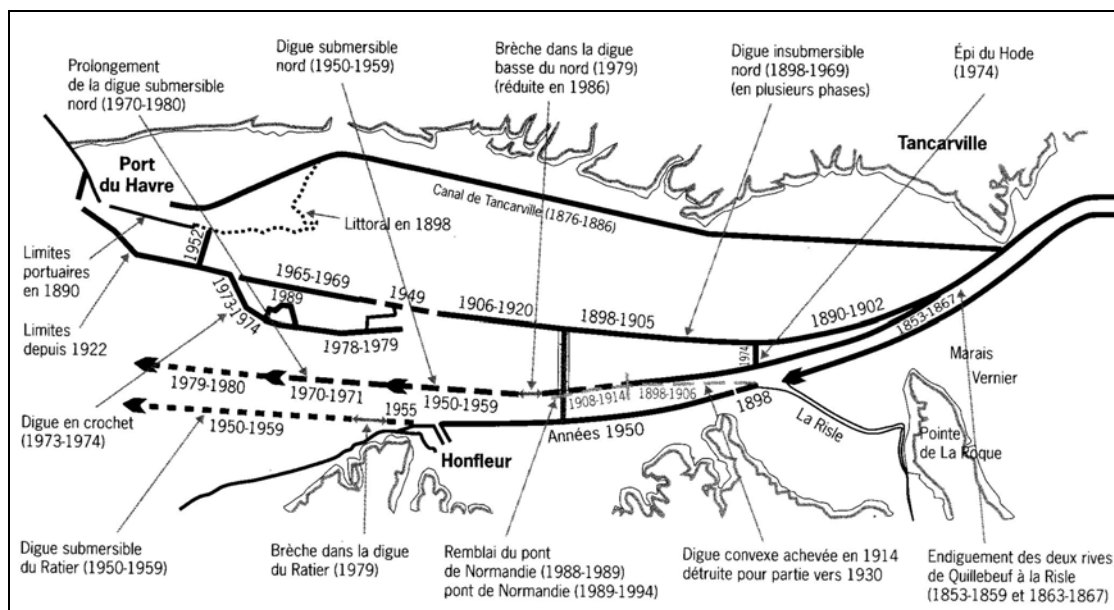 Prolongement
de la digue submersible
nord (1970-1980)
Digue submersible
nord (1950-1959)
Brèche dans la digue
basse du nord (1979)
(réduite en 1986)
Digue insubmersible
nord (1898-1969)
(en plusieurs phases)
Épi du Hode
(1974)
Port
du Havre
Tancarville
Canal de Tancarville (1876-1886)
Littoral en 1898
Limites
portuaires
en 1890
1952
1965-1969
1949
1906-1920
1898-1905
1890-1902
1853-1867
1973-1974
1989
1978-1979
Limites
depuis 1922
1974
Marais
Vernier
1979-1980
1970-1971
1950-1959
1908-1914
1898-1906
1898
La Risle
1950-1959
1955
Années 1950
Pointe
de La Roque
Digue en crochet
(1973-1974)
Honfleur
Digue submersible
du Ratier (1950-1959)
Brèche dans la digue
du Ratier (1979)
Remblai du pont
de Normandie (1988-1989)
pont de Normandie (1989-1994)
Digue convexe achevée en 1914
détruite pour partie vers 1930
Endiguement des deux rives
de Quillebeuf à la Risle
(1853-1859 et 1863-1867)